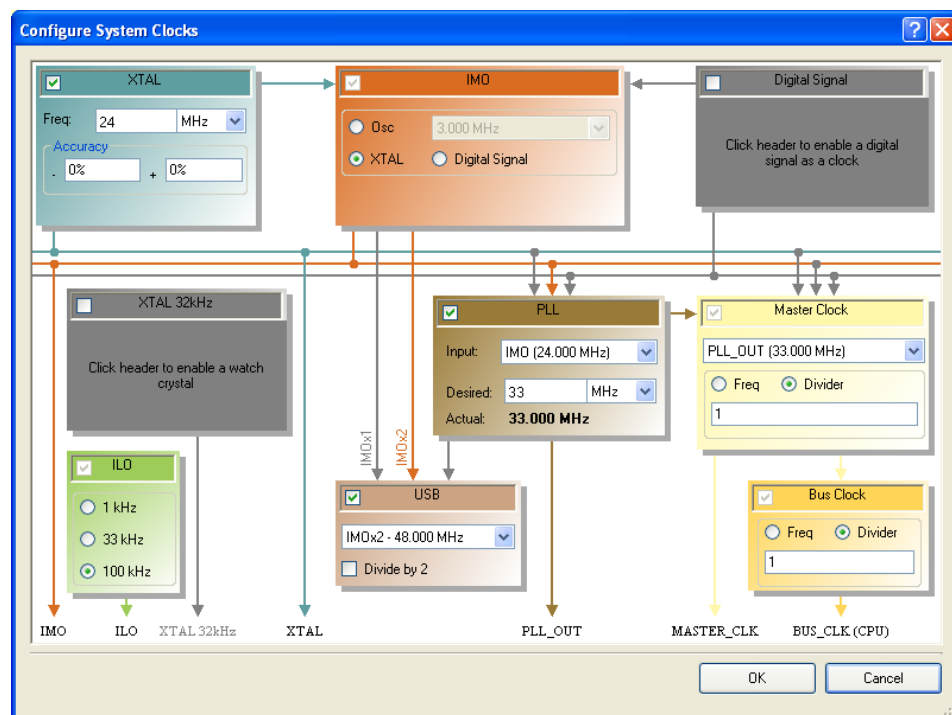 Configure System Clocks
XTAL
Freq: 24 MHz
Accuracy
- 0% + 0%
IMO
Osc 3.000 MHz
XTAL Digital Signal
Digital Signal
Click header to enable a digital
signal as a clock
XTAL 32kHz
Click header to enable a watch
crystal
PLL
Input: IMO (24.000 MHz)
Desired: 33 MHz
Actual: 33.000 MHz
Master Clock
PLL_OUT (33.000 MHz)
Freq Divider
1
IMOx1
IMOx2
ILO
1 kHz
33 kHz
100 kHz
USB
IMOx2 - 48.000 MHz
Divide by 2
Bus Clock
Freq Divider
1
IMO ILO XTAL 32kHz XTAL PLL_OUT MASTER_CLK BUS_CLK (CPU)
OK Cancel